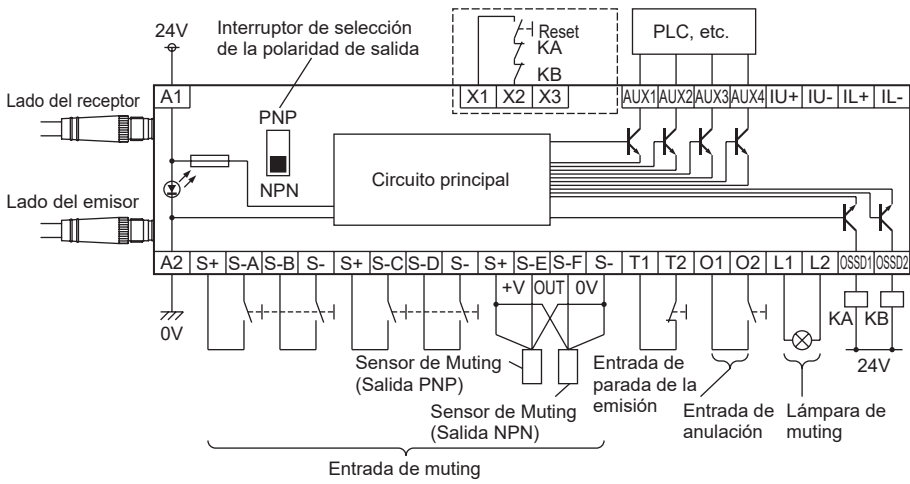 24V
Interruptor de selección
de la polaridad de salida
Reset
KA
KB
PLC, etc.
A1
X1 X2 X3
AUX1 AUX2 AUX3 AUX4 IU+ IU- IL+ IL-
Lado del receptor
PNP
NPN
Circuito principal
Lado del emisor
A2 S+ S-A S-B S- S+ S-C S-D S- S+ S-E S-F S- T1 T2 O1 O2 L1 L2 OSSD1 OSSD2
0V
+V OUT 0V
KA KB
24V
Sensor de Muting
(Salida PNP)
Sensor de Muting
(Salida NPN)
Entrada de
parada de la
emisión
Entrada de
anulación
Lámpara de
muting
Entrada de muting